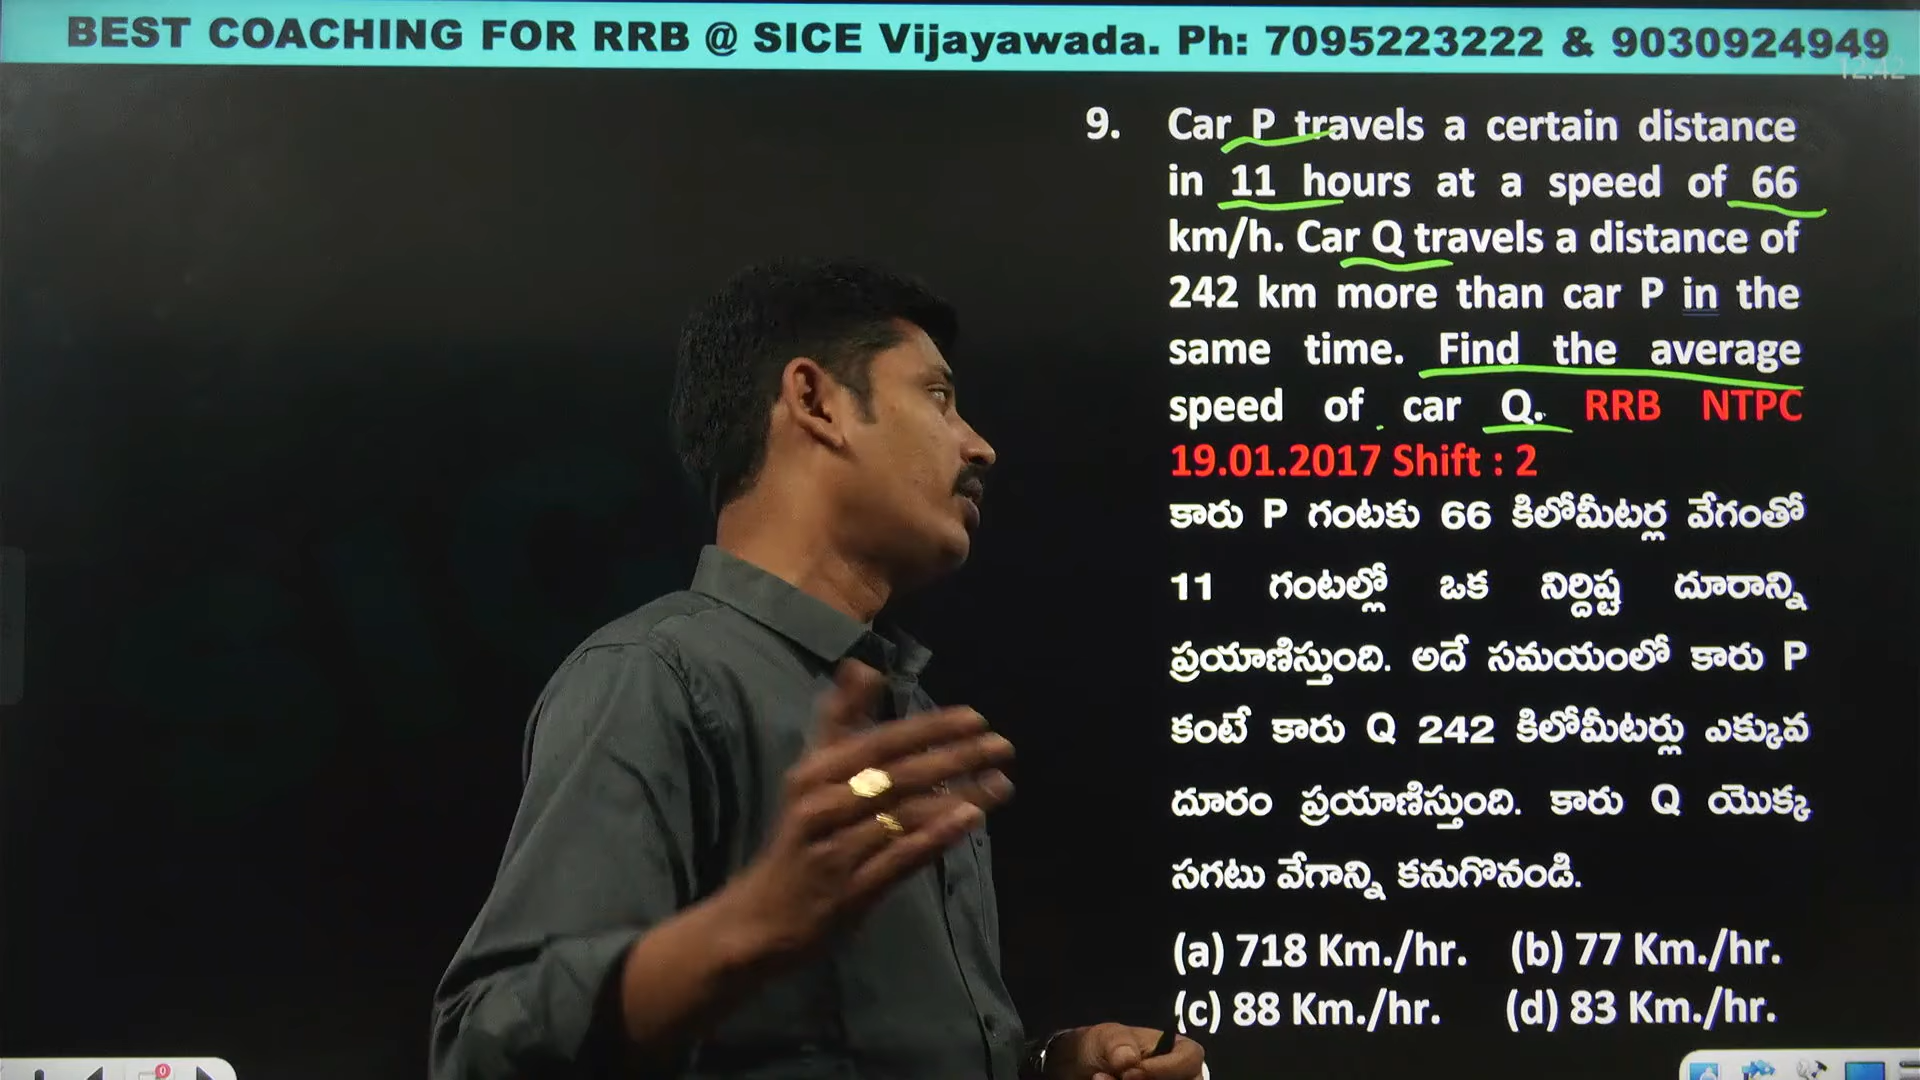 BEST COACHING FOR RRB @ SICE Vijayawada. Ph: 7095223222 & 9030924949
12:42
9. Car P travels a certain distance
in 11 hours at a speed of 66
km/h. Car Q travels a distance of
242 km more than car P in the
same time. Find the average
speed of car Q. RRB NTPC
19.01.2017 Shift : 2
కారు P గంటకు 66 కిలోమీటర్ల వేగంతో
11 గంటల్లో ఒక నిర్దిష్ట దూరాన్ని
ప్రయాణిస్తుంది. అదే సమయంలో కారు P
కంటే కారు Q 242 కిలోమీటర్లు ఎక్కువ
దూరం ప్రయాణిస్తుంది. కారు Q యొక్క
సగటు వేగాన్ని కనుగొనండి.
(a) 718 Km./hr. (b) 77 Km./hr.
(c) 88 Km./hr. (d) 83 Km./hr.
0